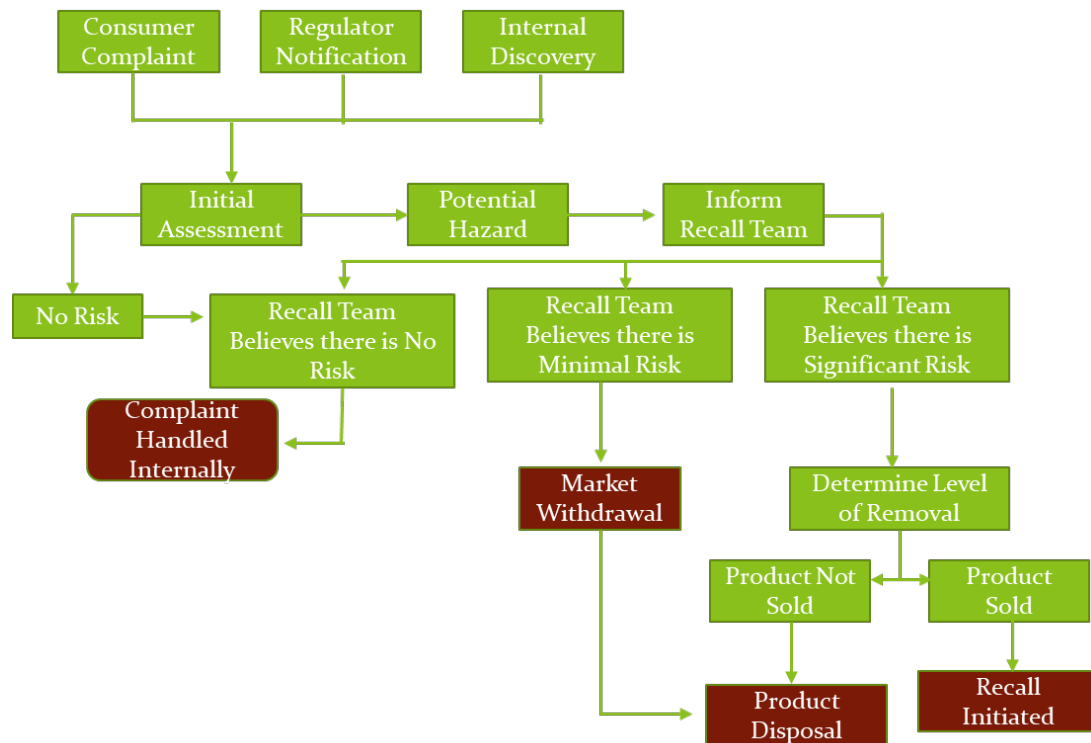 Consumer
Complaint
Regulator
Notification
Internal
Discovery
Initial
Assessment
Potential
Hazard
Inform
Recall Team
No Risk
Recall Team
Believes there is No
Risk
Recall Team
Believes there is
Minimal Risk
Recall Team
Believes there is
Significant Risk
Complaint
Handled
Internally
Market
Withdrawal
Determine Level
of Removal
Product Not
Sold
Product
Sold
Product
Disposal
Recall
Initiated